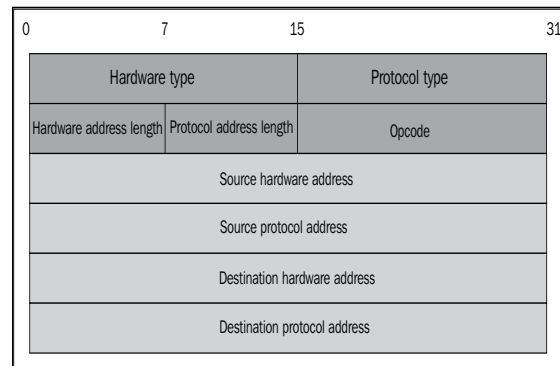 0 7 15 31
Hardware type Protocol type
Hardware address length Protocol address length Opcode
Source hardware address
Source protocol address
Destination hardware address
Destination protocol address